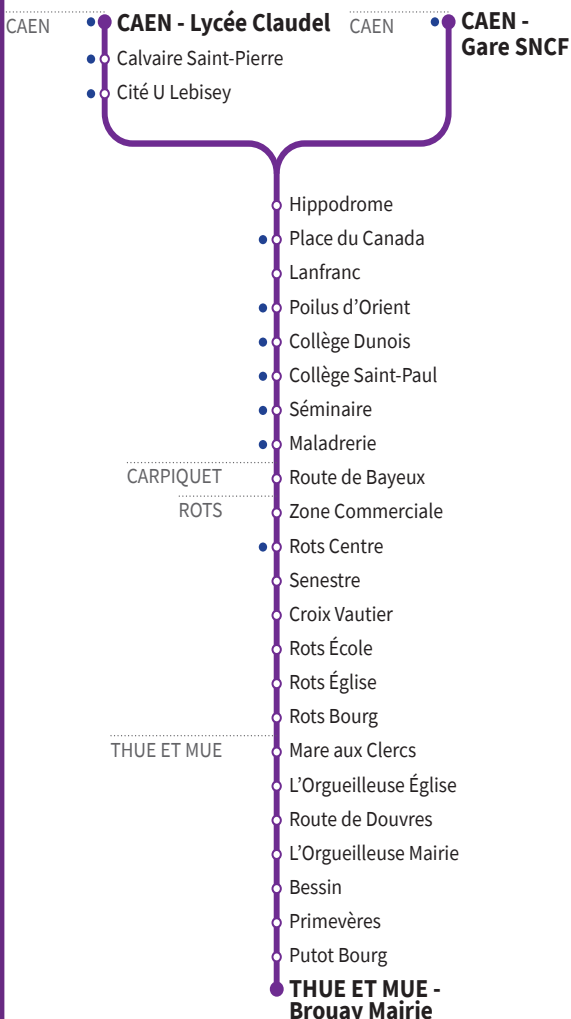 CAEN
CAEN - Lycée Claudel
Calvaire Saint-Pierre
Cité U Lebisey
CAEN
CAEN -
Gare SNCF
Hippodrome
Place du Canada
Lanfranc
Poilus d'Orient
Collège Dunois
Collège Saint-Paul
Séminaire
Maladrerie
CARPIQUET
Route de Bayeux
ROTS
Zone Commerciale
Rots Centre
Senestre
Croix Vautier
Rots École
Rots Église
Rots Bourg
THUE ET MUE
Mare aux Clercs
L'Orgueilleuse Église
Route de Douvres
L'Orgueilleuse Mairie
Bessin
Primevères
Putot Bourg
THUE ET MUE -
Brouay Mairie